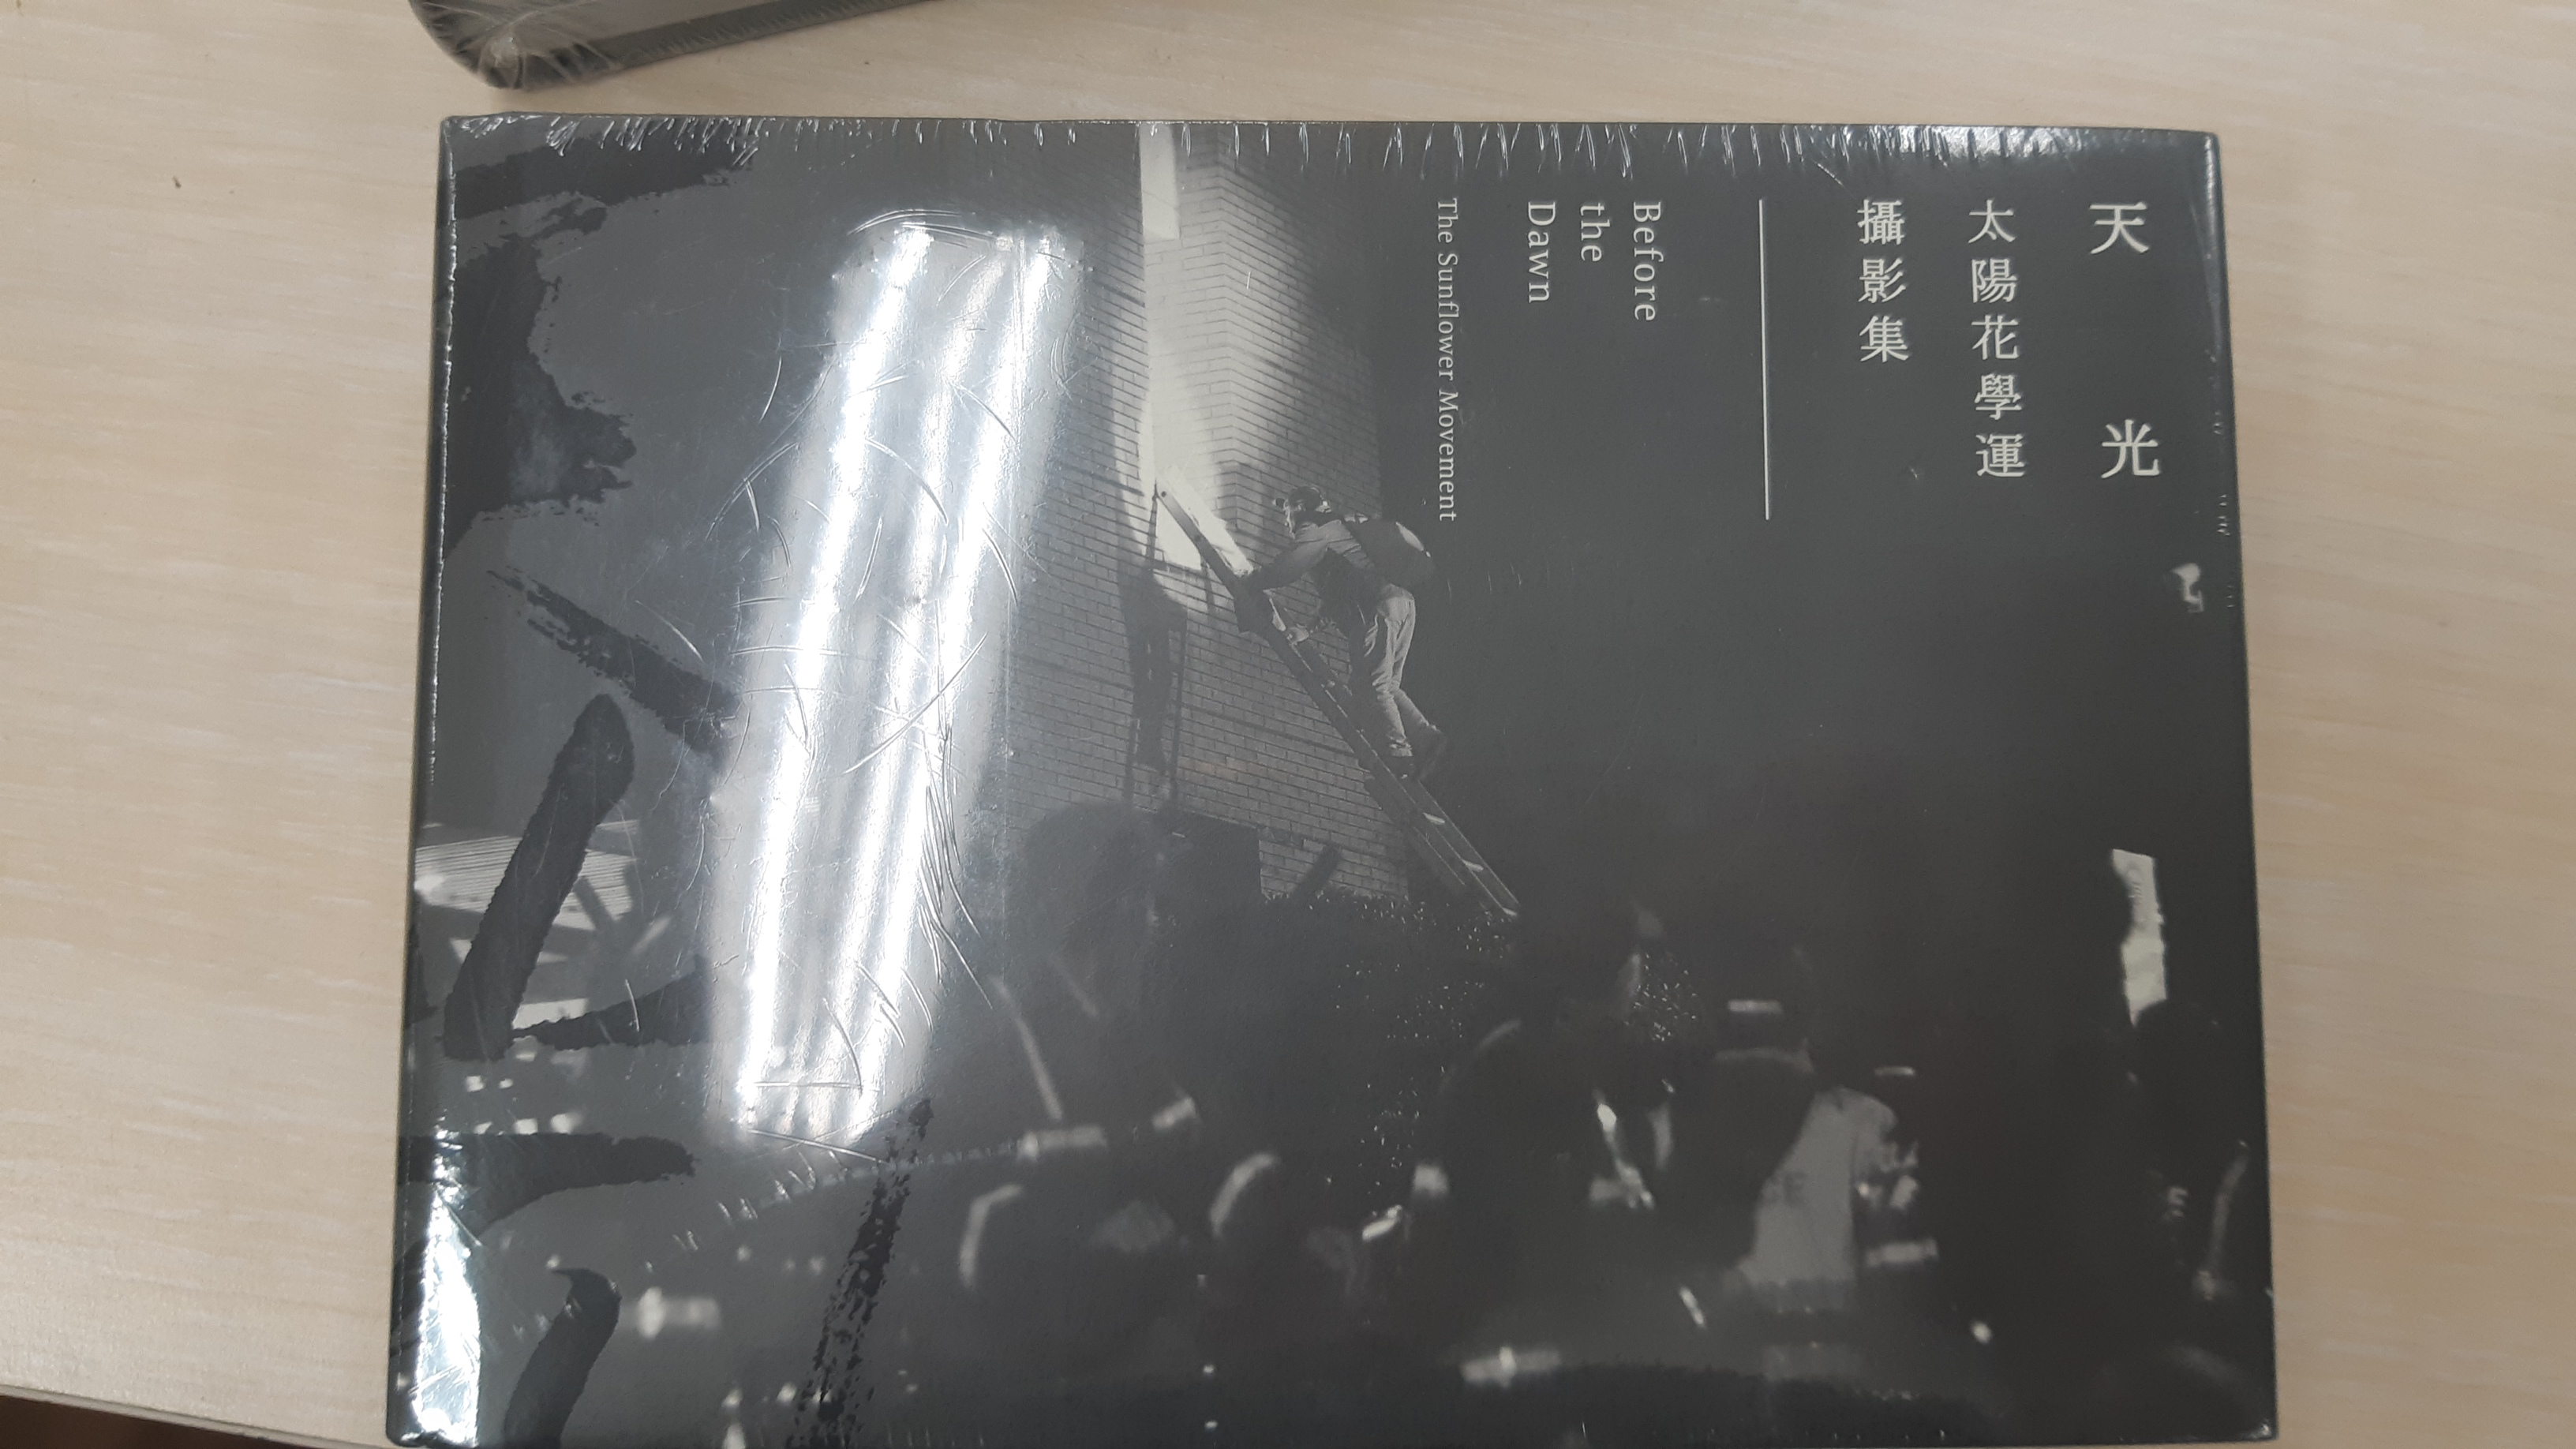 天光
太陽花學運
攝影集
Before
the
Dawn
The Sunflower Movement